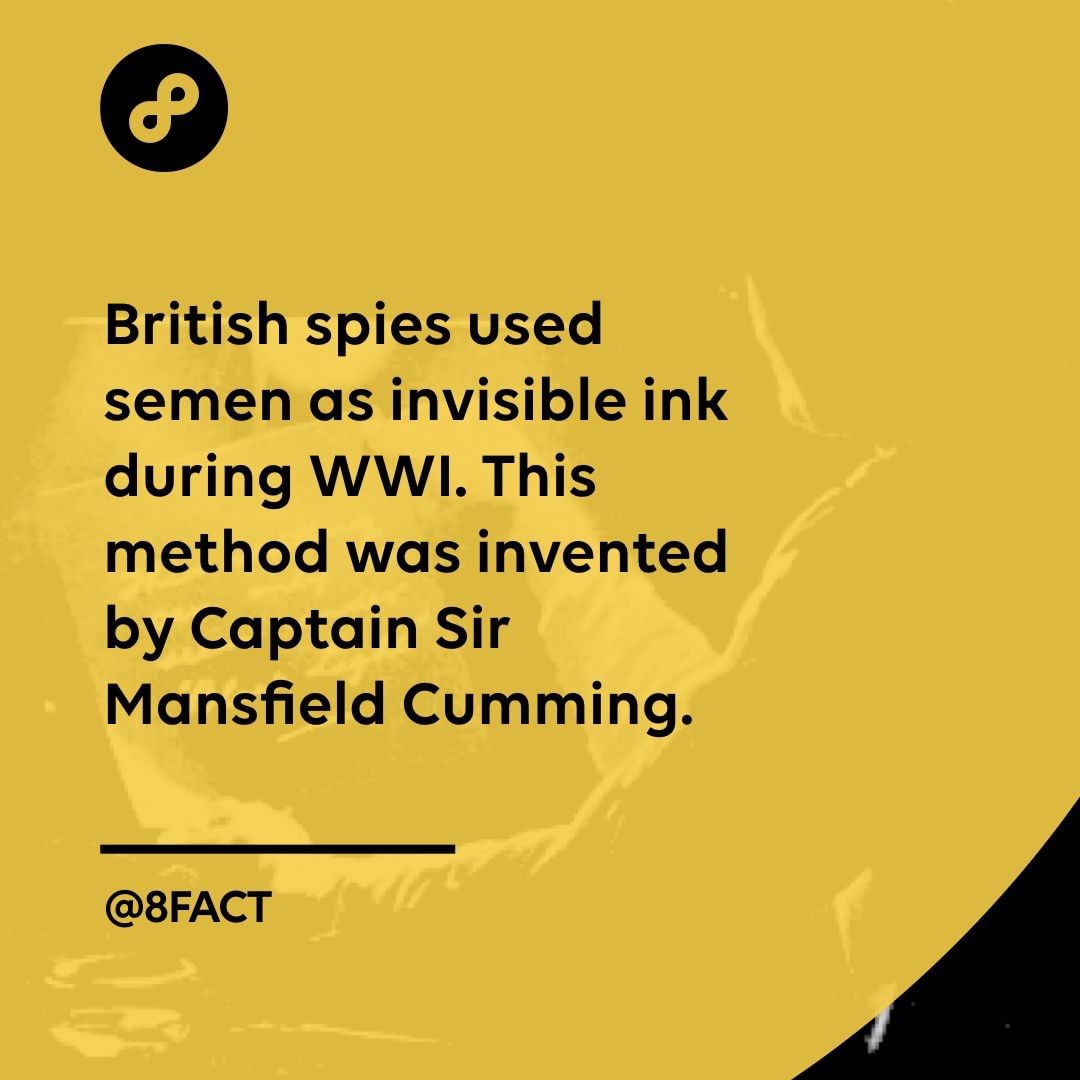 British spies used
semen as invisible ink
during WWI. This
method was invented
by Captain Sir
Mansfield Cumming.
@8FACT